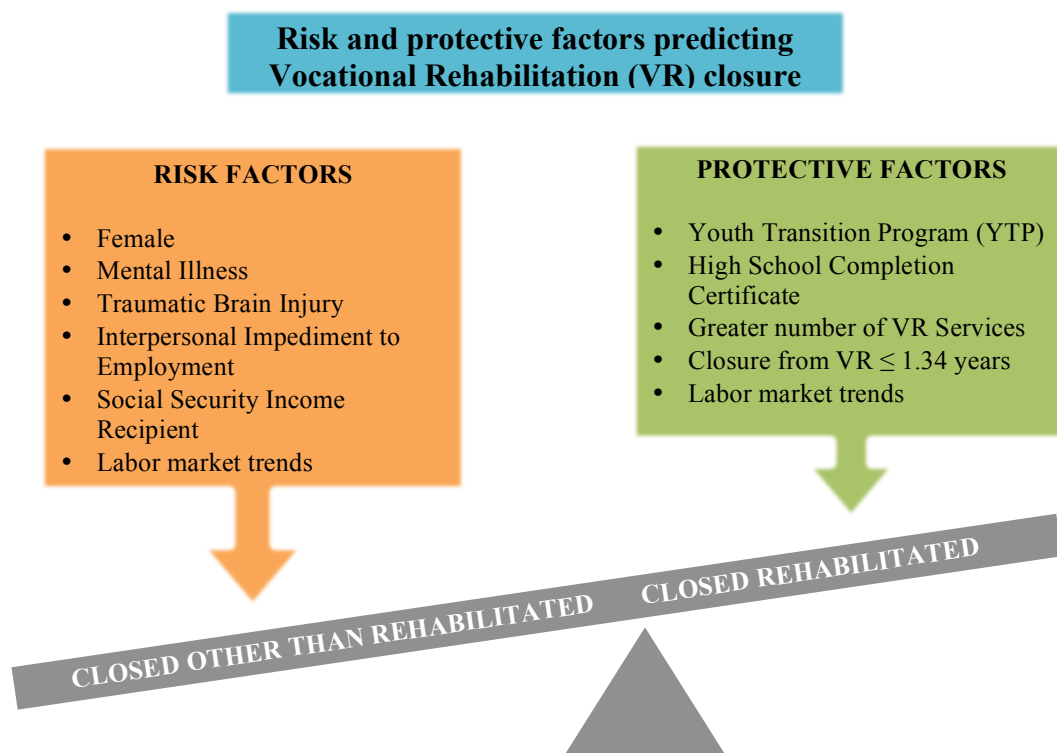 Risk and protective factors predicting
Vocational Rehabilitation (VR) closure
RISK FACTORS
• Female
• Mental Illness
• Traumatic Brain Injury
• Interpersonal Impediment to
Employment
• Social Security Income
Recipient
• Labor market trends
PROTECTIVE FACTORS
• Youth Transition Program (YTP)
• High School Completion
Certificate
• Greater number of VR Services
• Closure from VR ≤ 1.34 years
• Labor market trends
CLOSED OTHER THAN REHABILITATED
CLOSED REHABILITATED